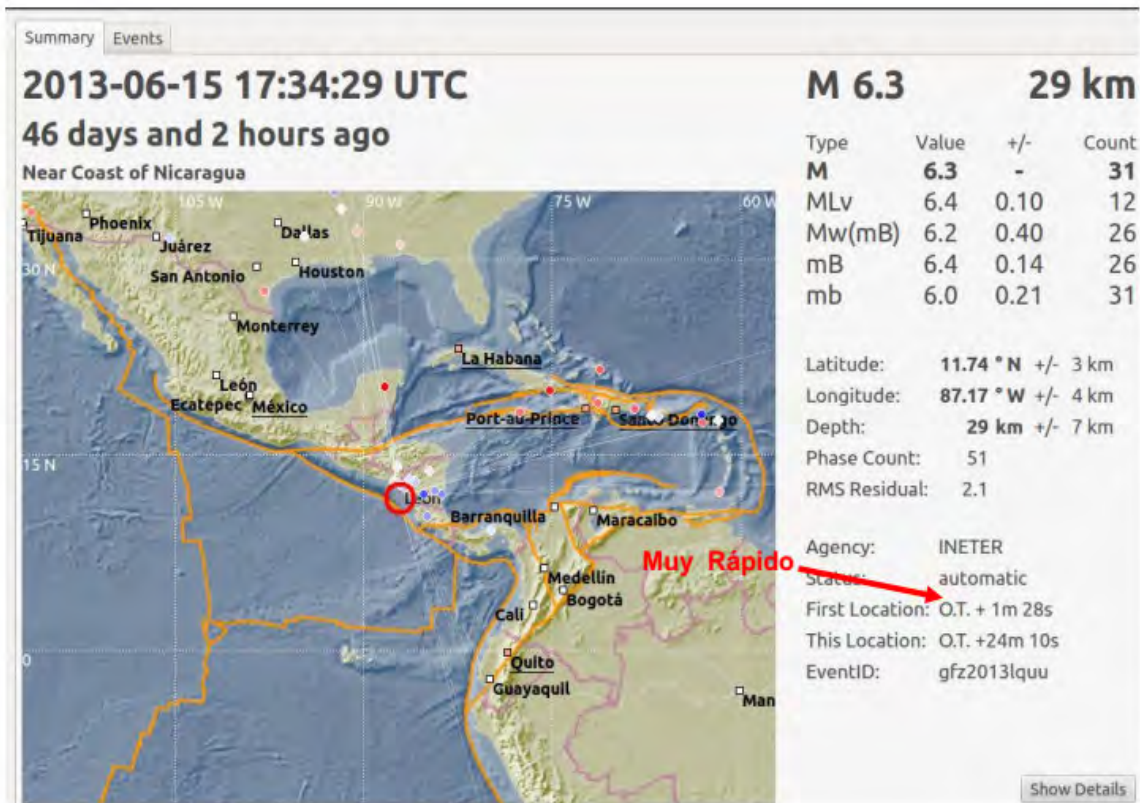 Summary Events
2013-06-15 17:34:29 UTC
46 days and 2 hours ago
Near Coast of Nicaragua
M 6.3 29 km
Type Value +/- Count
M 6.3 - 31
MLv 6.4 0.10 12
Mw(mB) 6.2 0.40 26
mB 6.4 0.14 26
mb 6.0 0.21 31
Latitude: 11.74 ° N +/- 3 km
Longitude: 87.17 ° W +/- 4 km
Depth: 29 km +/- 7 km
Phase Count: 51
RMS Residual: 2.1
Agency: INETER
Status: automatic
First Location: O.T. + 1m 28s
This Location: O.T. +24m 10s
EventID: gfz2013lquu
Show Details
Muy Rápido
105 W 90 W 75 W 60 W
Phoenix
Tijuana
Juárez
Dallas
30 N
San Antonio
Houston
Monterrey
La Habana
León
Ecatepec
México
Port-au-Prince
Santo Domingo
15 N
León
Barranquilla
Maracaibo
Medellín
Bogotá
Cali
0
Quito
Guayaquil
Man